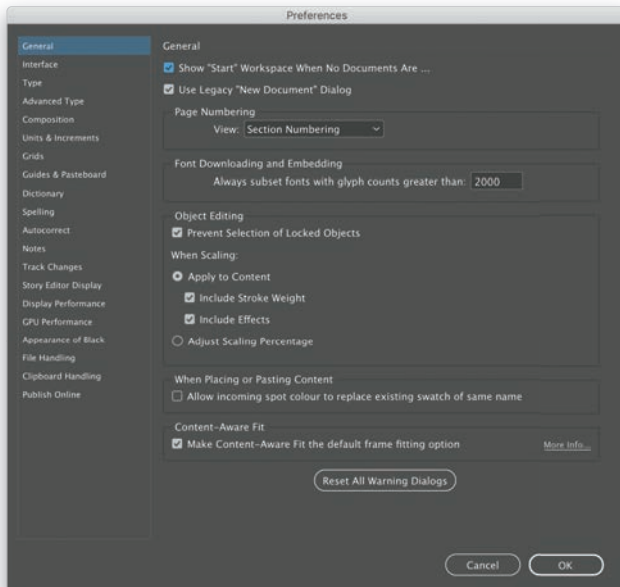 Preferences
General
Interface
Type
Advanced Type
Composition
Units & Increments
Grids
Guides & Pasteboard
Dictionary
Spelling
Autocorrect
Notes
Track Changes
Story Editor Display
Display Performance
GPU Performance
Appearance of Black
File Handling
Clipboard Handling
Publish Online
General
Show "Start" Workspace When No Documents Are ...
Use Legacy "New Document" Dialog
Page Numbering
View: Section Numbering
Font Downloading and Embedding
Always subset fonts with glyph counts greater than: 2000
Object Editing
Prevent Selection of Locked Objects
When Scaling:
Apply to Content
Include Stroke Weight
Include Effects
Adjust Scaling Percentage
When Placing or Pasting Content
Allow incoming spot colour to replace existing swatch of same name
Content-Aware Fit
Make Content-Aware Fit the default frame fitting option More Info...
Reset All Warning Dialogs
Cancel OK